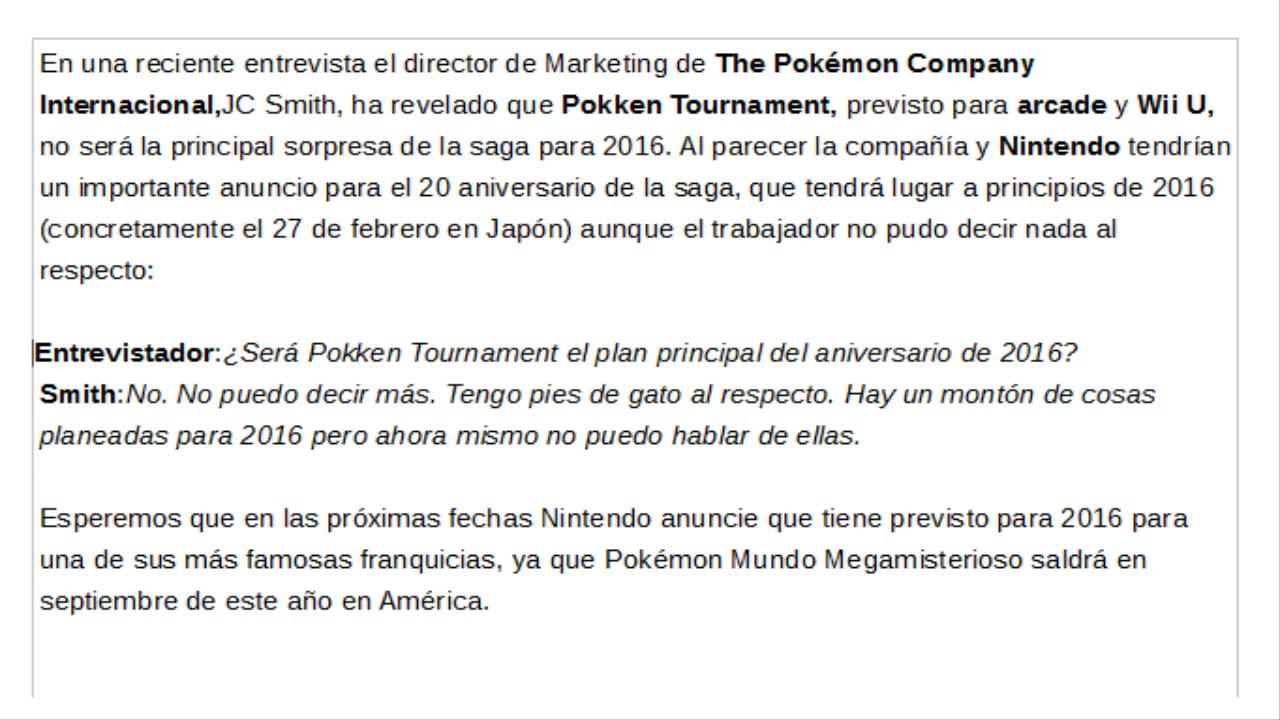 En una reciente entrevista el director de Marketing de The Pokémon Company
Internacional,JC Smith, ha revelado que Pokken Tournament, previsto para arcade y Wii U,
no será la principal sorpresa de la saga para 2016. Al parecer la compañía y Nintendo tendrían
un importante anuncio para el 20 aniversario de la saga, que tendrá lugar a principios de 2016
(concretamente el 27 de febrero en Japón) aunque el trabajador no pudo decir nada al
respecto:
Entrevistador:¿Será Pokken Tournament el plan principal del aniversario de 2016?
Smith:No. No puedo decir más. Tengo pies de gato al respecto. Hay un montón de cosas
planeadas para 2016 pero ahora mismo no puedo hablar de ellas.
Esperemos que en las próximas fechas Nintendo anuncie que tiene previsto para 2016 para
una de sus más famosas franquicias, ya que Pokémon Mundo Megamisterioso saldrá en
septiembre de este año en América.